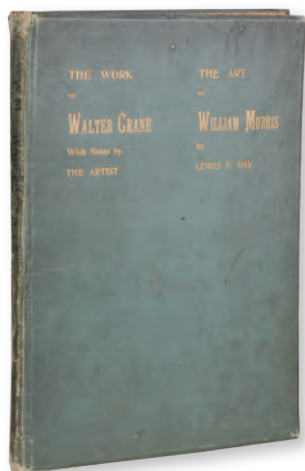 THE WORK
OF
WALTER CRANE
With Notes by
THE ARTIST
THE ART
OF
WILLIAM MORRIS
by
LEWIS F. DAY